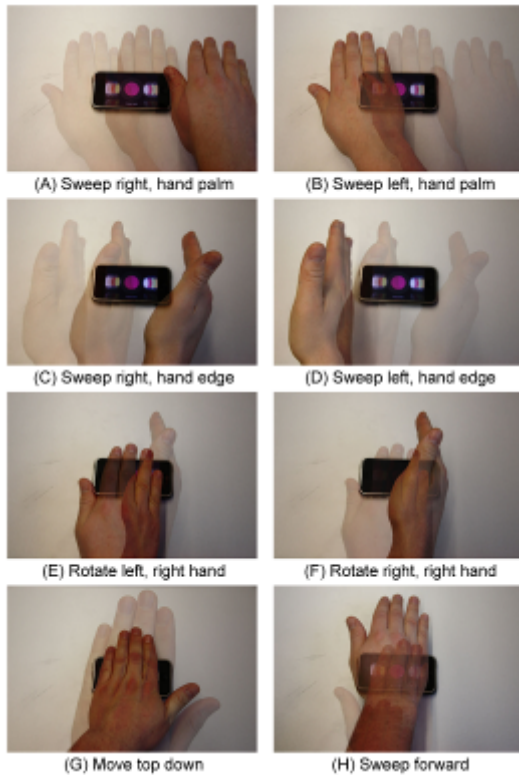 (A) Sweep right, hand palm
(B) Sweep left, hand palm
(C) Sweep right, hand edge
(D) Sweep left, hand edge
(E) Rotate left, right hand
(F) Rotate right, right hand
(G) Move top down
(H) Sweep forward